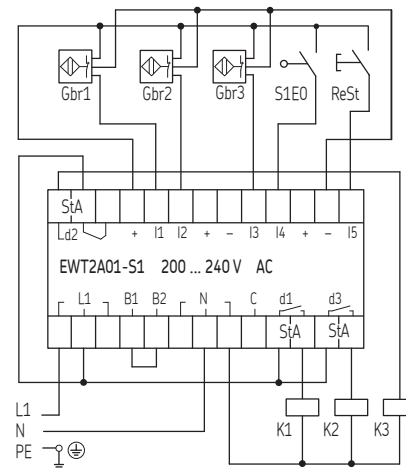 Gbr1 Gbr2 Gbr3 S1E0 ReSt
StA
Ld2 + I1 I2 + – I3 I4 + – I5
EWT2A01-S1 200 ... 240 V AC
L1 B1 B2 N C d1 d3
StA StA
L1
N
PE
K1 K2 K3